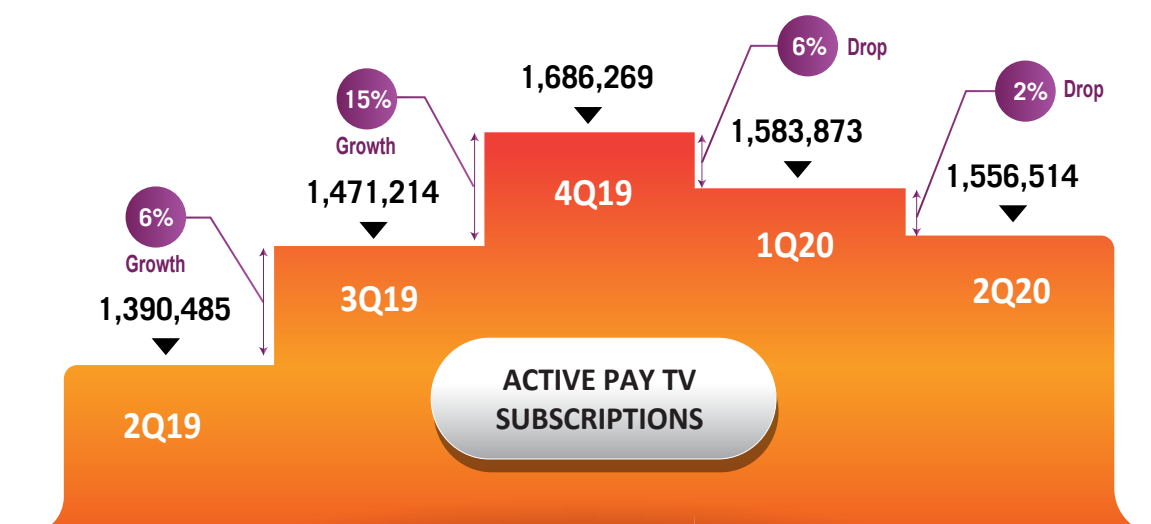 6%
Growth
1,390,485
2Q19
15%
Growth
1,471,214
3Q19
1,686,269
4Q19
6% Drop
1,583,873
1Q20
2% Drop
1,556,514
2Q20
ACTIVE PAY TV
SUBSCRIPTIONS